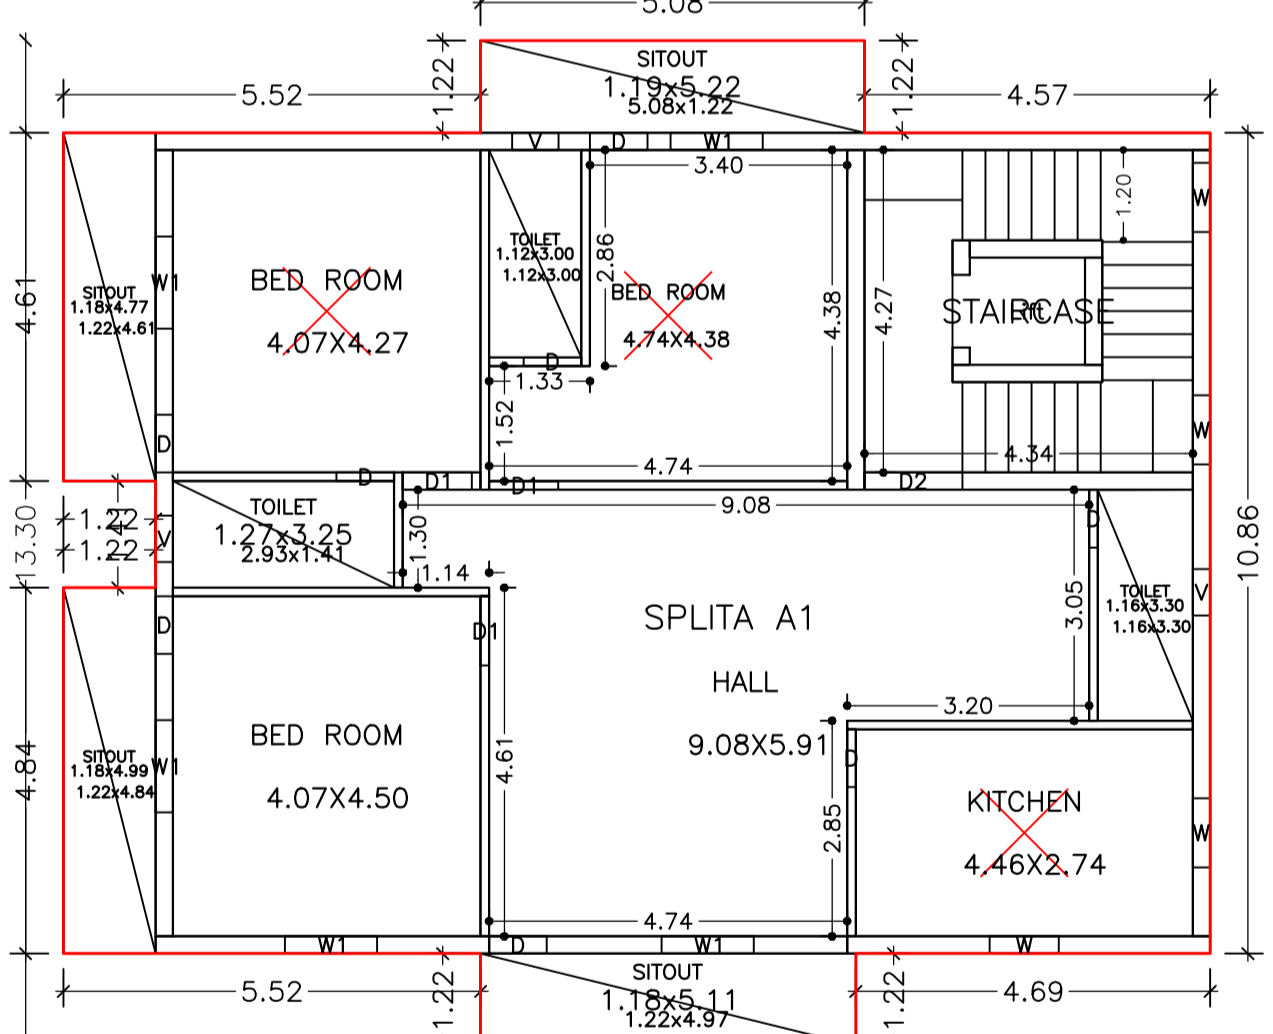 5.08
SITOUT
1.19x5.22
5.08x1.22
1.22
1.22
5.52
4.57
V
D
W1
3.40
1.20
W
TOILET
1.12x3.00
1.12x3.00
2.86
BED ROOM
4.07X4.27
W1
BED ROOM
4.74X4.38
4.38
4.27
STAIRCASE
4.61
SITOUT
1.18x4.77
1.22x4.61
D
1.33
1.52
D
W
4.34
4.74
D
D1
D1
D2
9.08
13.30
1.22
1.22
V
TOILET
1.27x3.25
2.93x1.41
1.30
1.14
D
10.86
D
D1
SPLITA A1
HALL
9.08X5.91
3.05
TOILET
1.16x3.30
1.16x3.30
V
3.20
BED ROOM
4.07X4.50
4.61
4.84
SITOUT
1.18x4.99
1.22x4.84
W1
D
2.85
KITCHEN
4.46X2.74
W
4.74
W1
D
W1
W
5.52
1.22
SITOUT
1.18x5.11
1.22x4.97
1.22
4.69